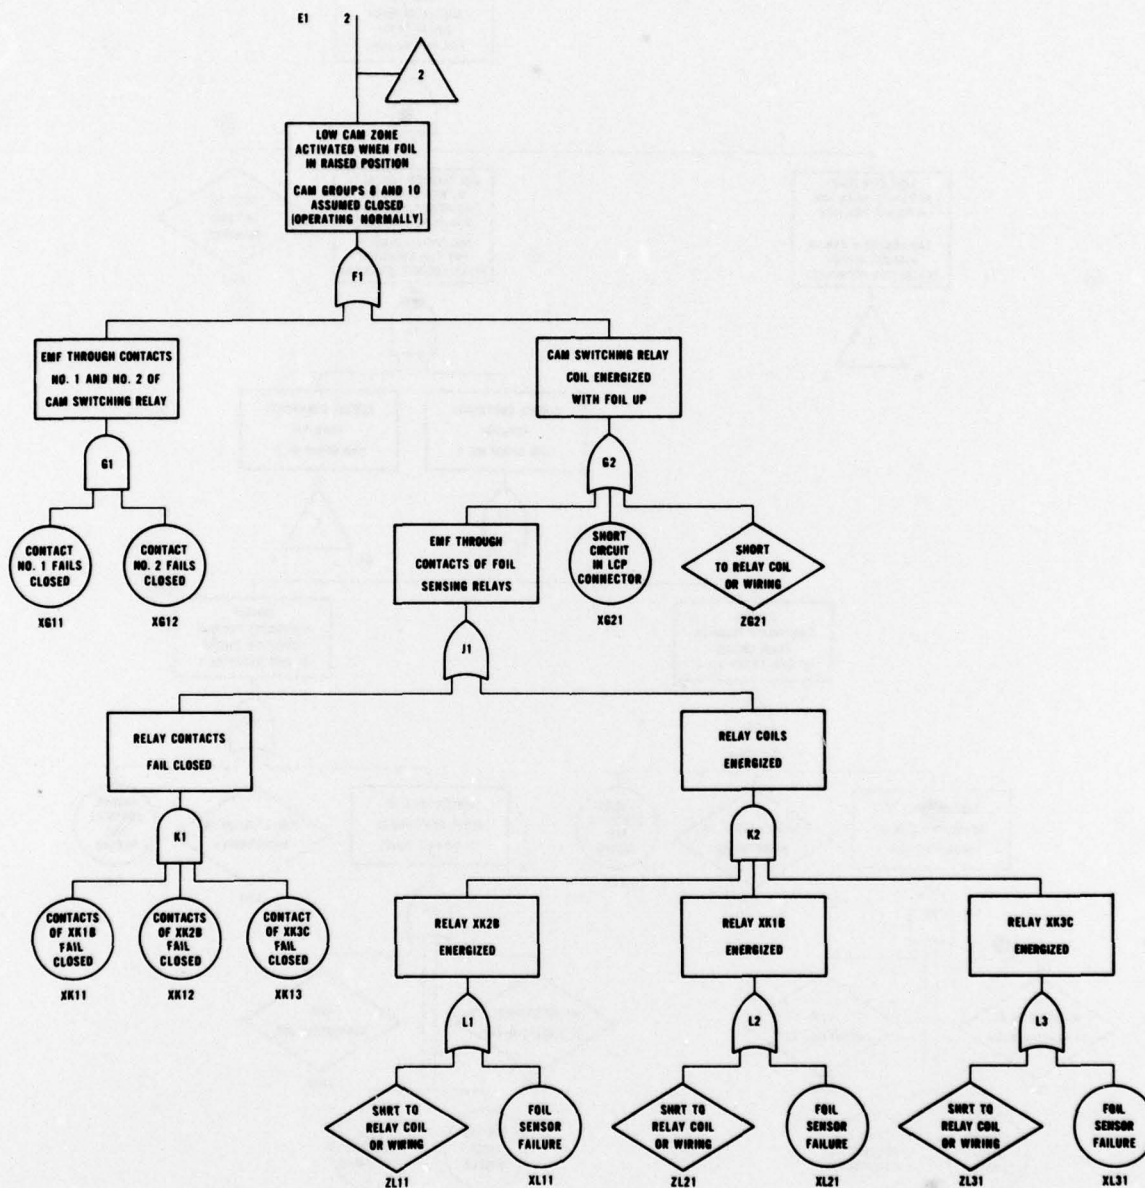 E1 2
2
LOW CAM ZONE
ACTIVATED WHEN FOIL
IN RAISED POSITION
CAM GROUPS 8 AND 10
ASSUMED CLOSED
(OPERATING NORMALLY)
F1
EMF THROUGH CONTACTS
NO. 1 AND NO. 2 OF
CAM SWITCHING RELAY
CAM SWITCHING RELAY
COIL ENERGIZED
WITH FOIL UP
G1
G2
CONTACT
NO. 1 FAILS
CLOSED
XG11
CONTACT
NO. 2 FAILS
CLOSED
XG12
EMF THROUGH
CONTACTS OF FOIL
SENSING RELAYS
SHORT
CIRCUIT
IN LCP
CONNECTOR
XG21
SHORT
TO RELAY COIL
OR WIRING
ZG21
J1
RELAY CONTACTS
FAIL CLOSED
RELAY COILS
ENERGIZED
K1
K2
CONTACTS
OF XK1B
FAIL
CLOSED
XK11
CONTACTS
OF XK2B
FAIL
CLOSED
XK12
CONTACT
OF XK3C
FAIL
CLOSED
XK13
RELAY XK2B
ENERGIZED
RELAY XK1B
ENERGIZED
RELAY XK3C
ENERGIZED
L1
L2
L3
SHRT TO
RELAY COIL
OR WIRING
ZL11
FOIL
SENSOR
FAILURE
XL11
SHRT TO
RELAY COIL
OR WIRING
ZL21
FOIL
SENSOR
FAILURE
XL21
SHRT TO
RELAY COIL
OR WIRING
ZL31
FOIL
SENSOR
FAILURE
XL31